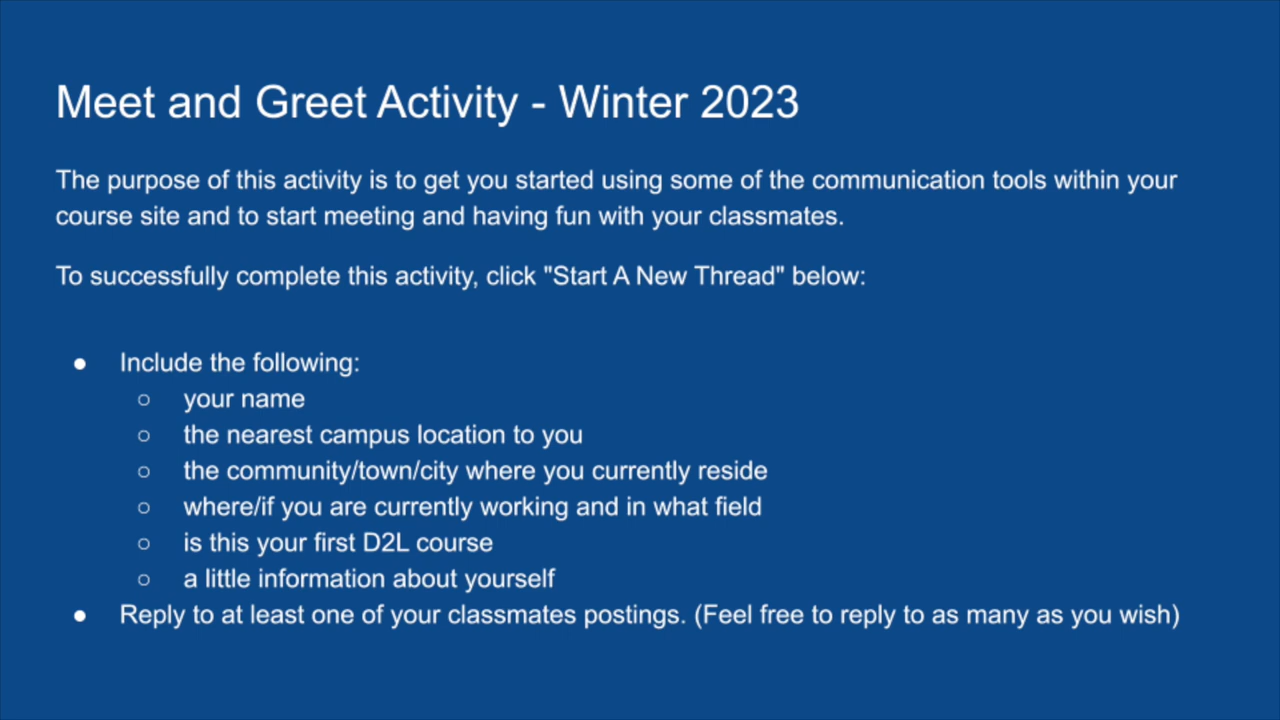 Meet and Greet Activity - Winter 2023
The purpose of this activity is to get you started using some of the communication tools within your
course site and to start meeting and having fun with your classmates.
To successfully complete this activity, click "Start A New Thread" below:
● Include the following:
○ your name
○ the nearest campus location to you
○ the community/town/city where you currently reside
○ where/if you are currently working and in what field
○ is this your first D2L course
○ a little information about yourself
● Reply to at least one of your classmates postings. (Feel free to reply to as many as you wish)